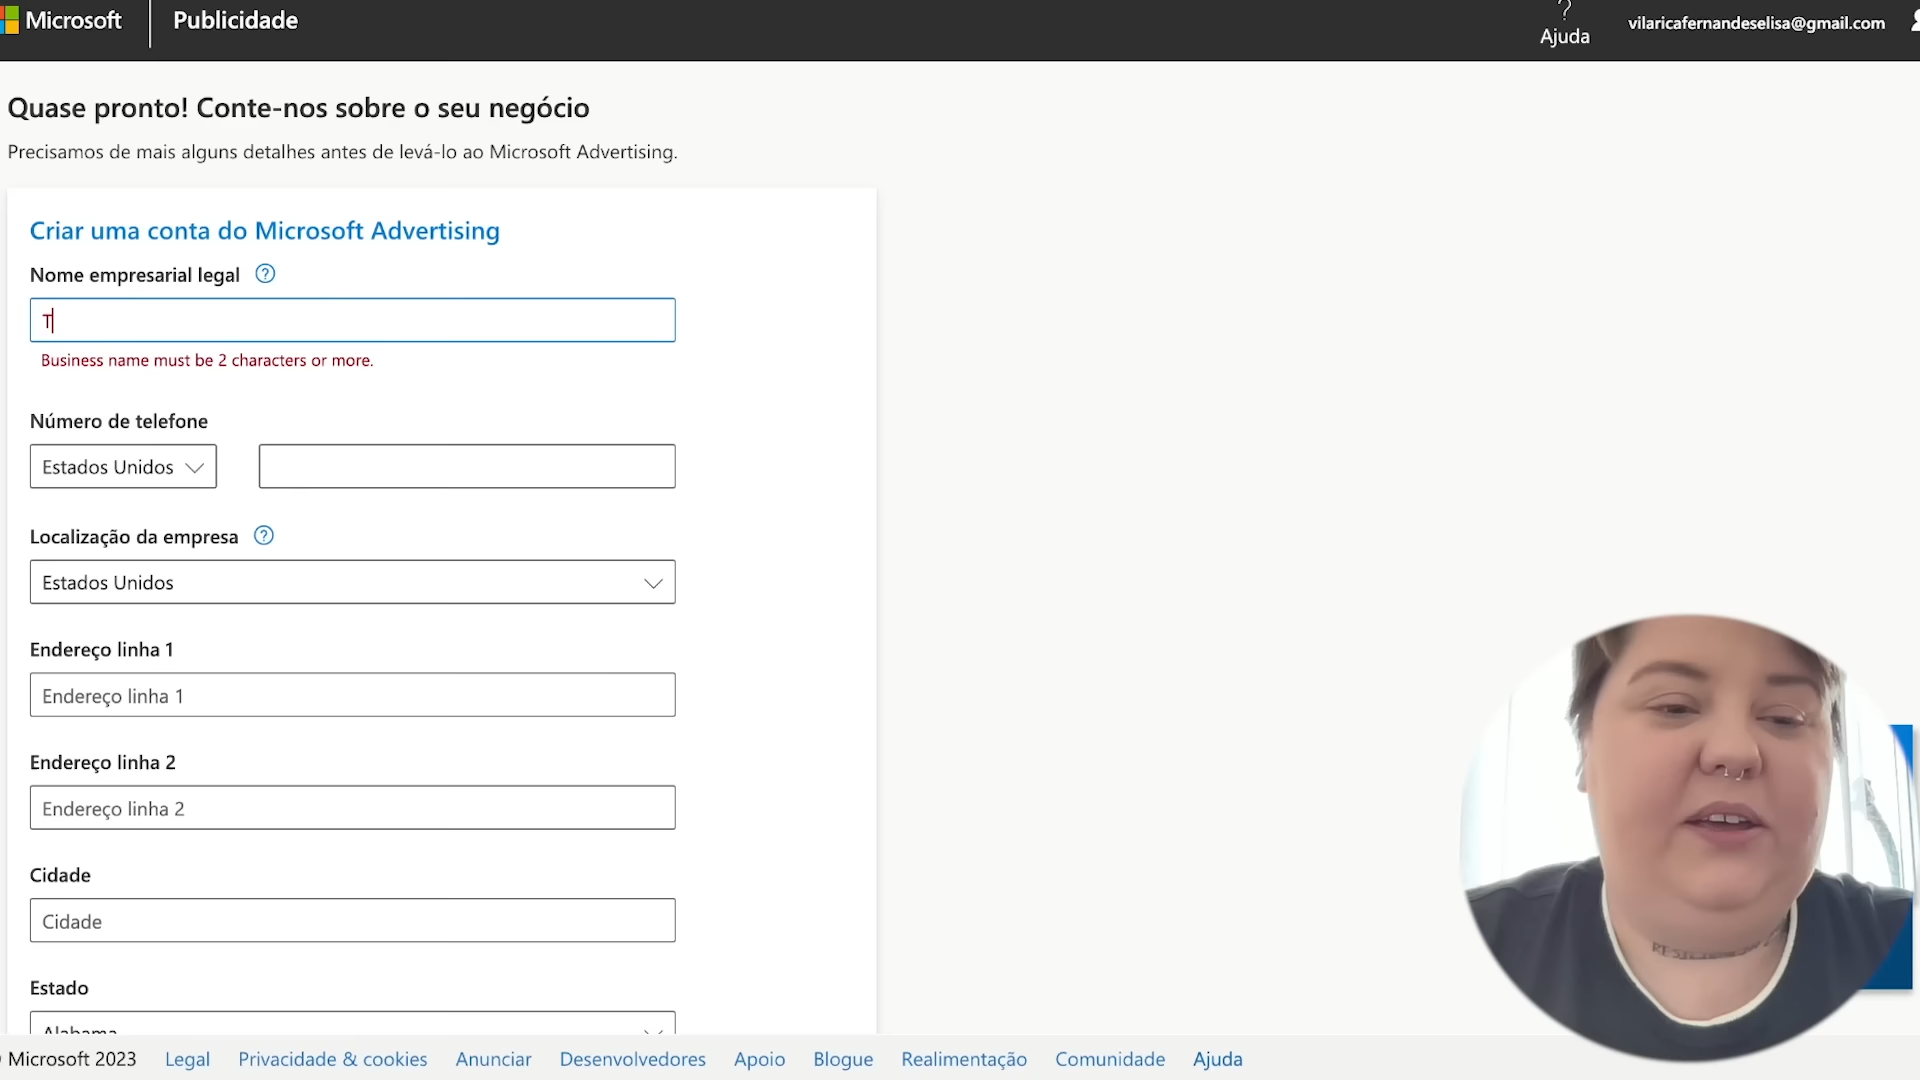 Microsoft
Publicidade
?
Ajuda
vilaricafernandeselisa@gmail.com
Quase pronto! Conte-nos sobre o seu negócio
Precisamos de mais alguns detalhes antes de levá-lo ao Microsoft Advertising.
Criar uma conta do Microsoft Advertising
Nome empresarial legal ?
T
Business name must be 2 characters or more.
Número de telefone
Estados Unidos
Localização da empresa ?
Estados Unidos
Endereço linha 1
Endereço linha 1
Endereço linha 2
Endereço linha 2
Cidade
Cidade
Estado
Alabama
Microsoft 2023 Legal Privacidade & cookies Anunciar Desenvolvedores Apoio Blogue Realimentação Comunidade Ajuda